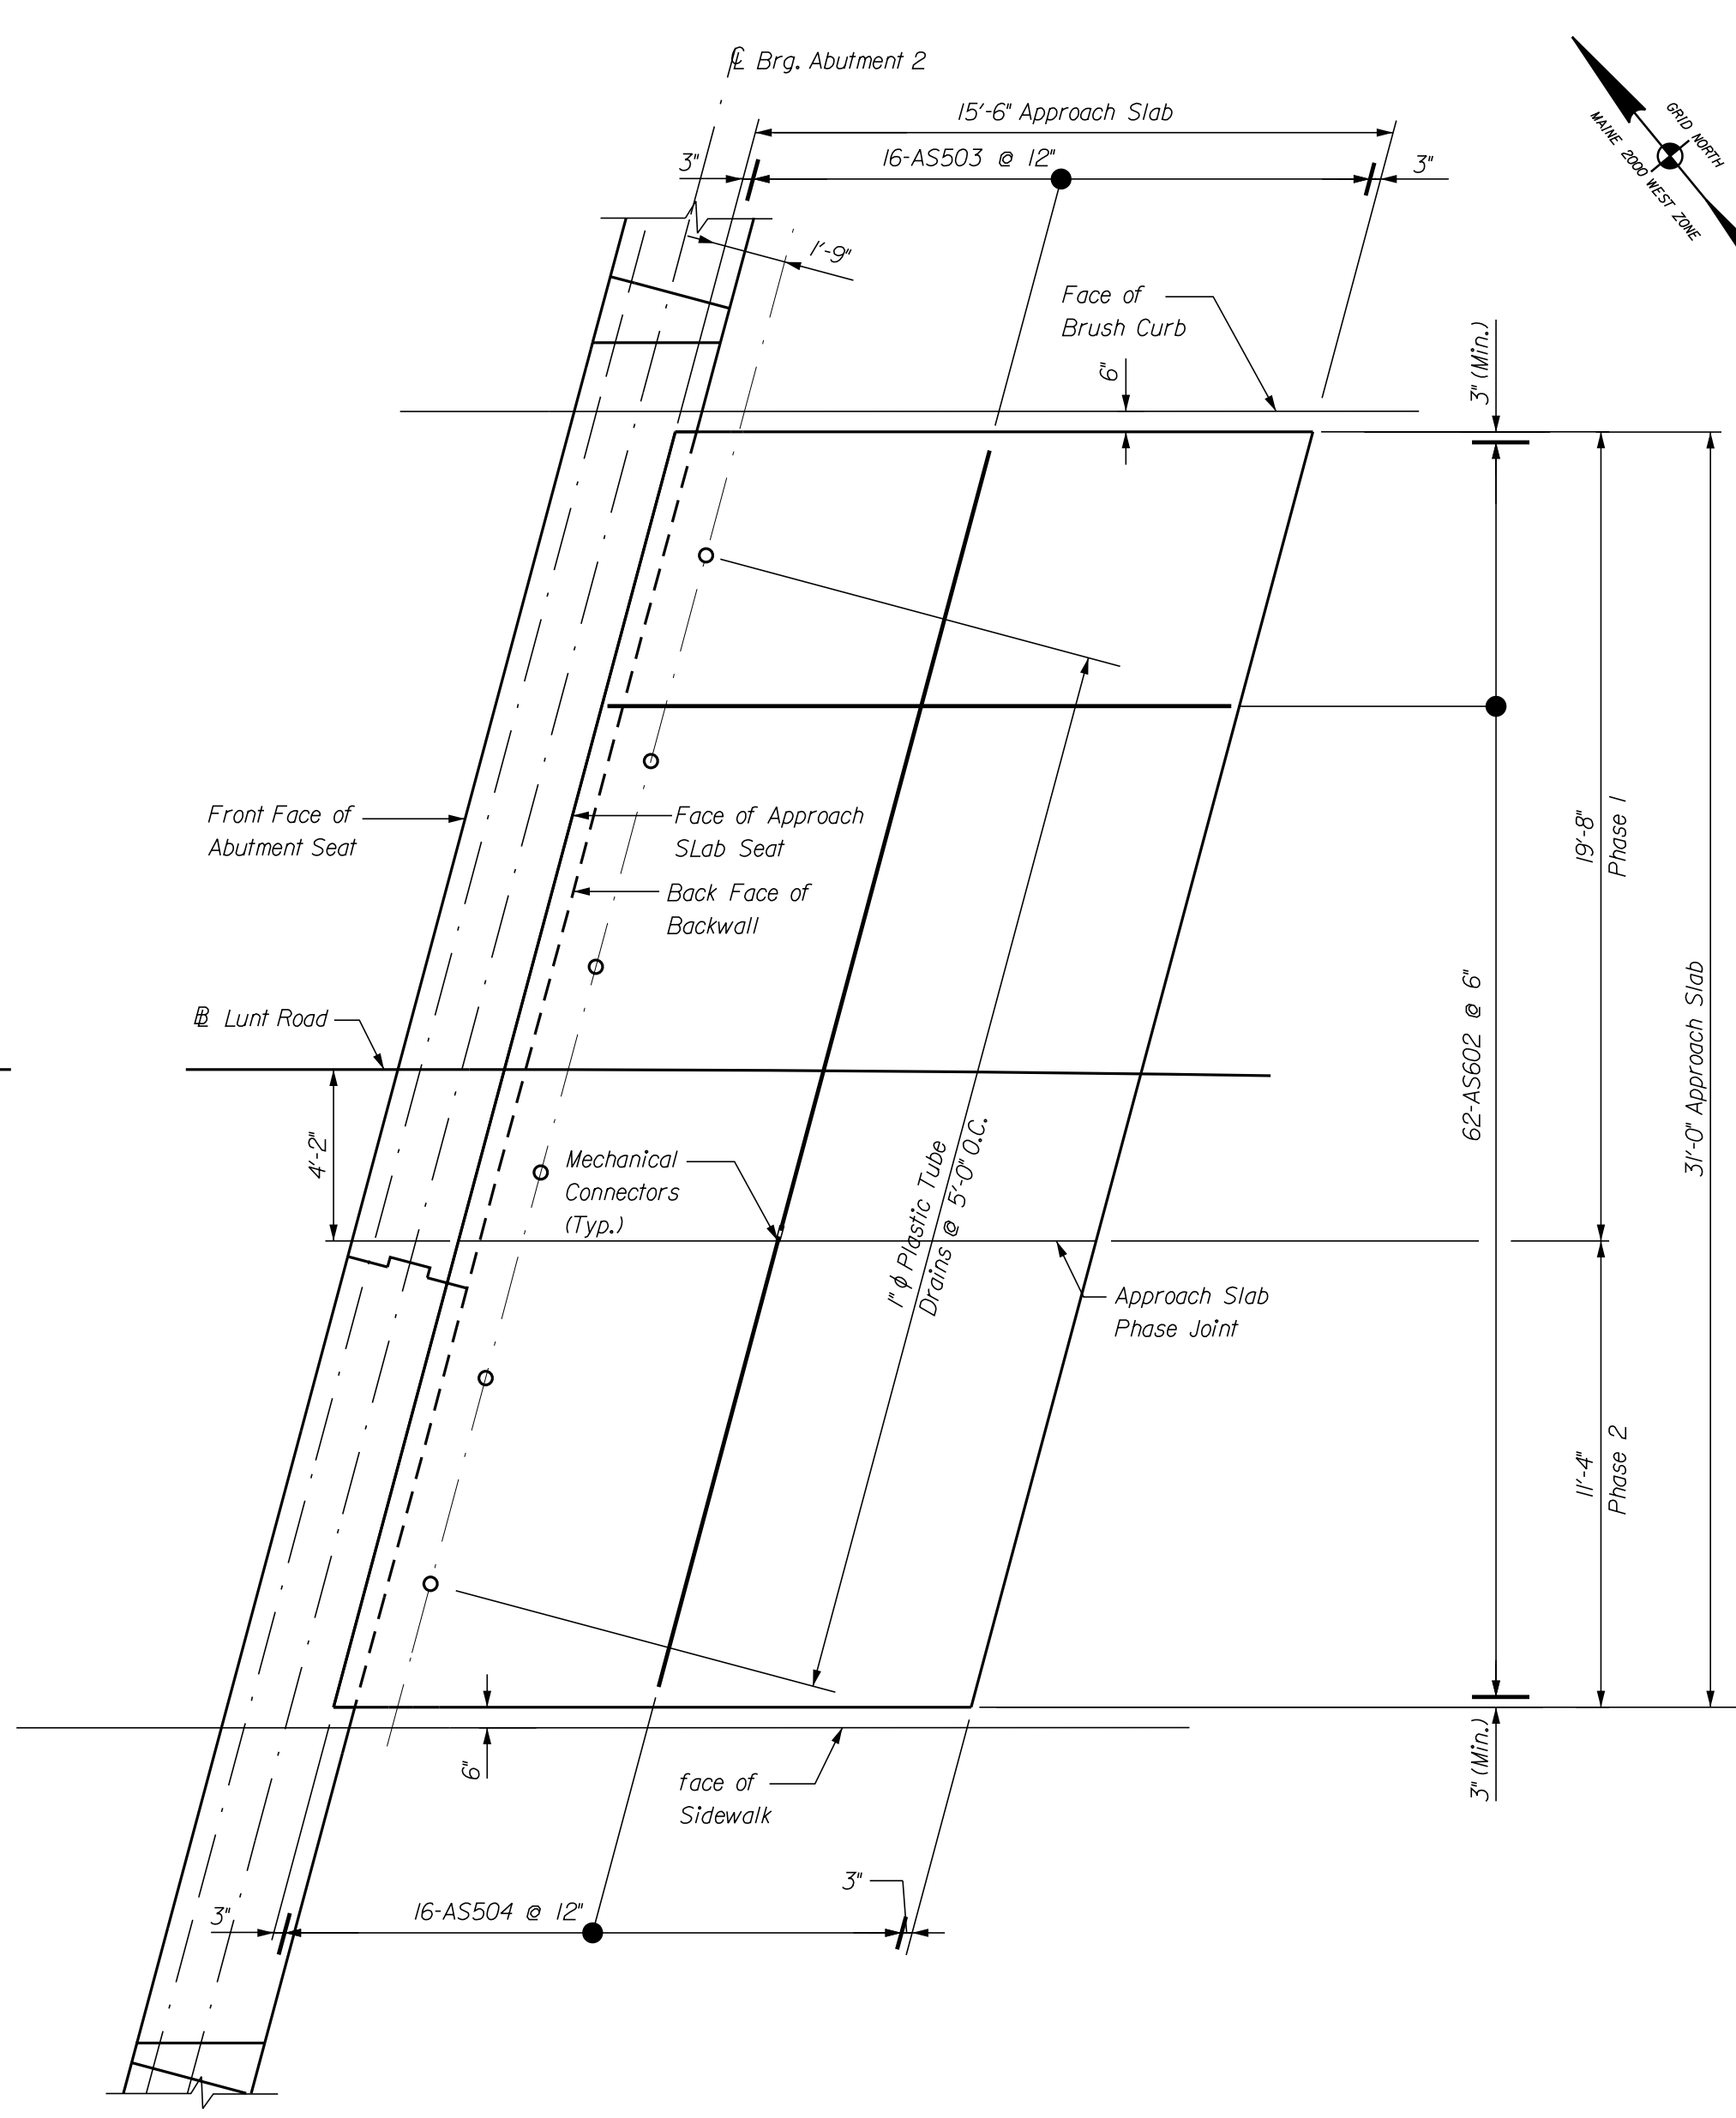 ℄ Brg. Abutment 2
15'-6" Approach Slab
3"
16-AS503 @ 12"
3"
GRID NORTH
MAINE 2000 WEST ZONE
1'-9"
Face of
Brush Curb
6"
3" (Min.)
Front Face of
Abutment Seat
Face of Approach
SLab Seat
Back Face of
Backwall
19'-8"
Phase 1
62-AS602 @ 6"
31'-0" Approach Slab
BL Lunt Road
4'-2"
Mechanical
Connectors
(Typ.)
1" ϕ Plastic Tube
Drains @ 5'-0" O.C.
Approach Slab
Phase Joint
11'-4"
Phase 2
6"
face of
Sidewalk
3" (Min.)
3"
16-AS504 @ 12"
3"